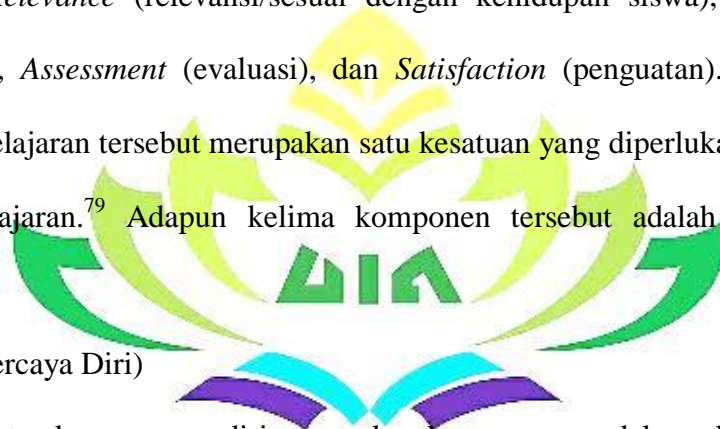 (relevansi/sesuai dengan kehidupan siswa),
Assessment (evaluasi), dan Satisfaction (penguatan).
elajaran tersebut merupakan satu kesatuan yang diperluka
ajaran.79 Adapun kelima komponen tersebut adalah
UIN
ercaya Diri)